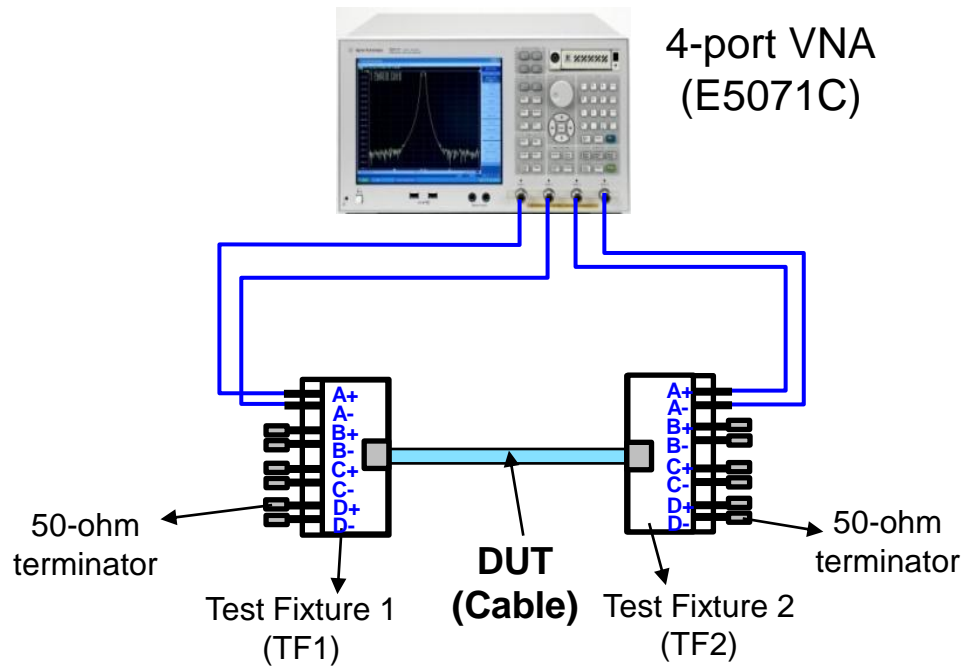 4-port VNA
(E5071C)
A+
A-
B+
B-
C+
C-
D+
D-
A+
A-
B+
B-
C+
C-
D+
D-
50-ohm
terminator
DUT
(Cable)
50-ohm
terminator
Test Fixture 1
(TF1)
Test Fixture 2
(TF2)